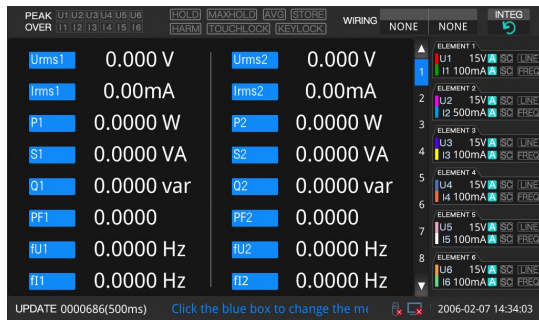 PEAK U1 U2 U3 U4 U5 U6 HOLD MAXHOLD AVG STORE WIRING INTEG
OVER I1 I2 I3 I4 I5 I6 HARM TOUCHLOCK KEYLOCK NONE NONE
Urms1 0.000 V Urms2 0.000 V
Irms1 0.00mA Irms2 0.00mA
P1 0.0000 W P2 0.0000 W
S1 0.0000 VA S2 0.0000 VA
Q1 0.0000 var Q2 0.0000 var
PF1 0.0000 PF2 0.0000
fU1 0.0000 Hz fU2 0.0000 Hz
fI1 0.0000 Hz fI2 0.0000 Hz
1
2
3
4
5
6
7
8
ELEMENT 1
U1 15V A SC LINE
I1 100mA A SC FREQ
ELEMENT 2
U2 15V A SC LINE
I2 500mA A SC FREQ
ELEMENT 3
U3 15V A SC LINE
I3 100mA A SC FREQ
ELEMENT 4
U4 15V A SC LINE
I4 100mA A SC FREQ
ELEMENT 5
U5 15V A SC LINE
I5 100mA A SC FREQ
ELEMENT 6
U6 15V A SC LINE
I6 100mA A SC FREQ
UPDATE 0000686(500ms) Click the blue box to change the me 2006-02-07 14:34:03